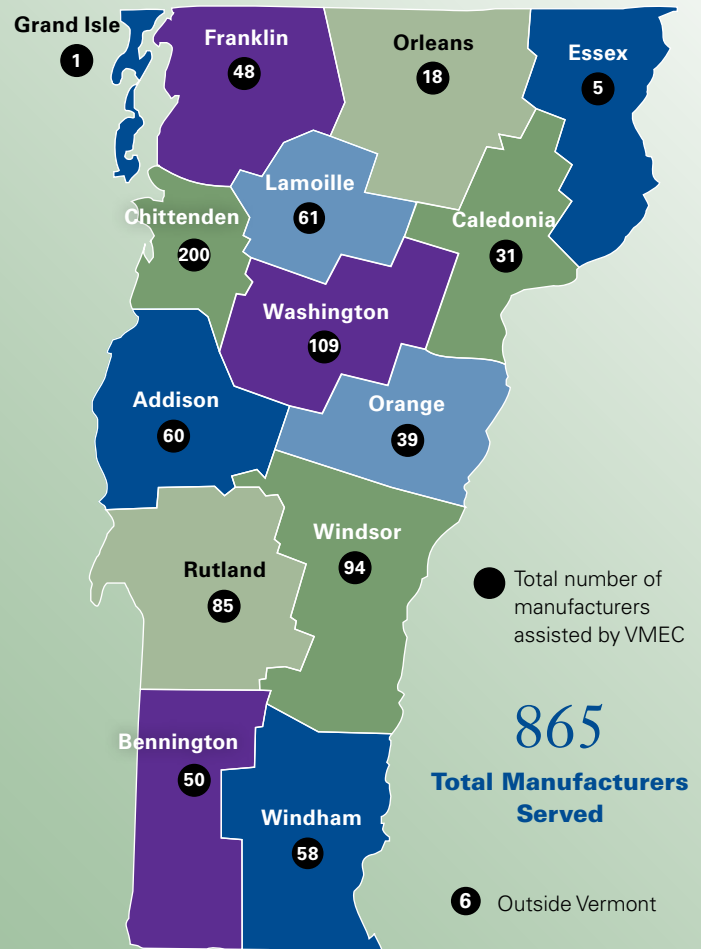 Grand Isle
1
Franklin
48
Orleans
18
Essex
5
Lamoille
61
Chittenden
200
Caledonia
31
Washington
109
Addison
60
Orange
39
Windsor
94
Rutland
85
Total number of
manufacturers
assisted by VMEC
865
Total Manufacturers
Served
Bennington
50
Windham
58
6 Outside Vermont